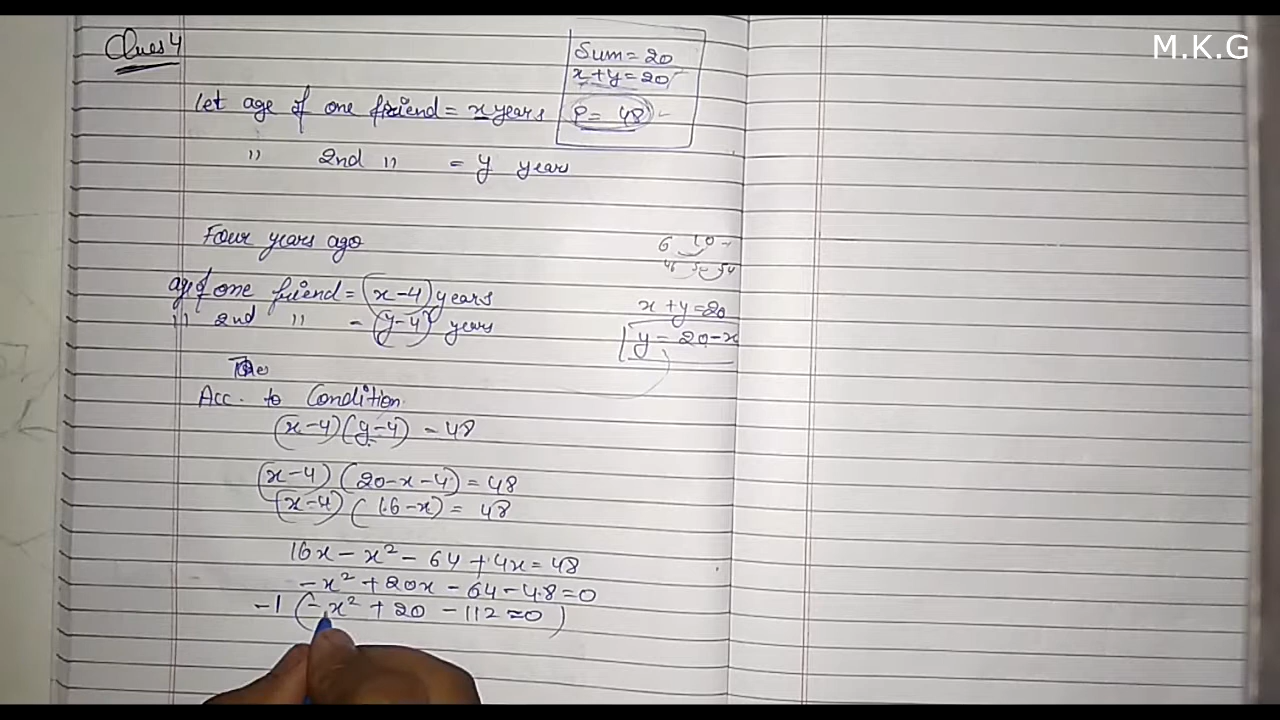 Ques 4
Sum = 20
x+y=20
P = 48
M.K.G
Let age of one friend = x years
" 2nd " = y years
Four years ago
6 10
age of one friend = (x-4) years
" 2nd " = (y-4) years
x+y=20
y = 20-x
Acc. to Condition
(x-4)(y-4) = 48
(x-4) (20-x-4) = 48
(x-4) (16-x) = 48
16x - x² - 64 + 4x = 48
-x² + 20x - 64 - 48 = 0
-1 (-x² + 20 - 112 = 0)